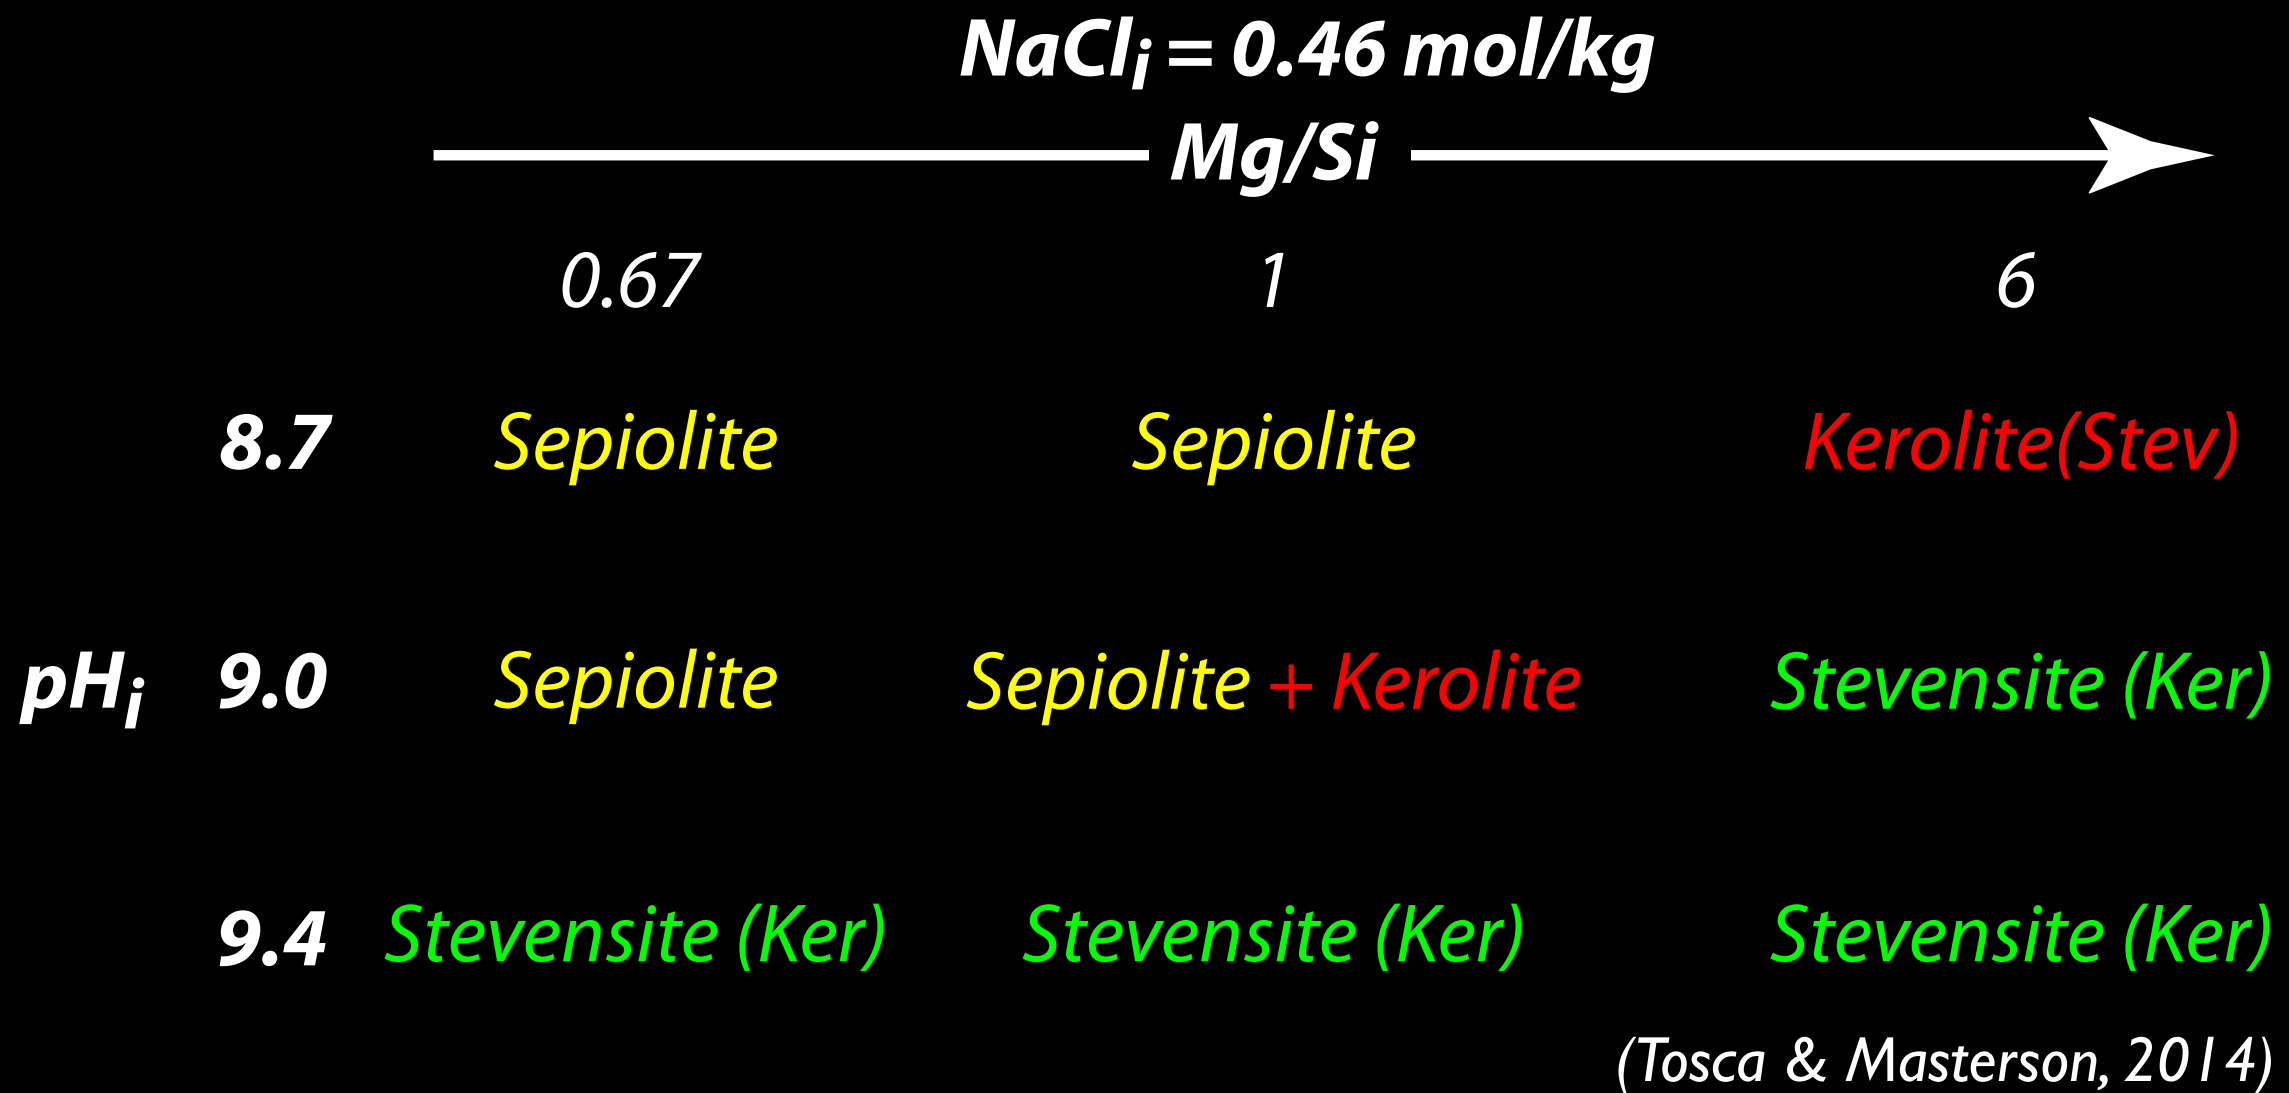 NaCli = 0.46 mol/kg
Mg/Si
0.67 1 6
8.7 Sepiolite Sepiolite Kerolite(Stev)
pHi 9.0 Sepiolite Sepiolite + Kerolite Stevensite (Ker)
9.4 Stevensite (Ker) Stevensite (Ker) Stevensite (Ker)
(Tosca & Masterson, 2014)